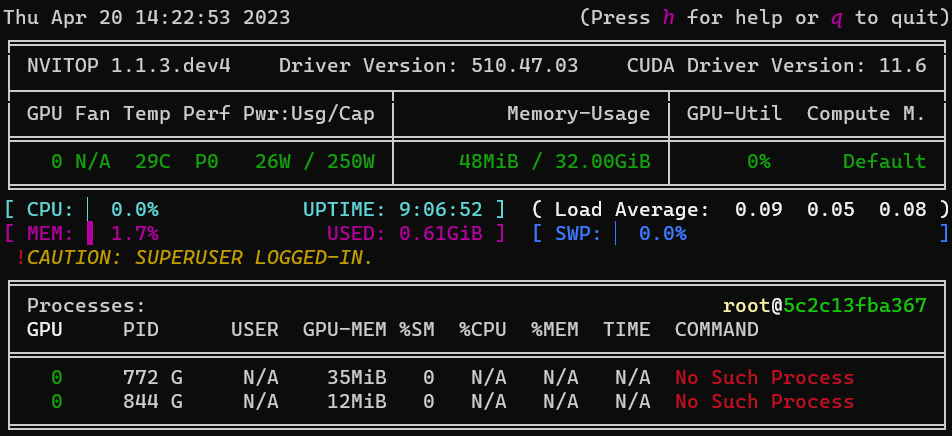 Thu Apr 20 14:22:53 2023 (Press h for help or q to quit)
NVITOP 1.1.3.dev4 Driver Version: 510.47.03 CUDA Driver Version: 11.6
GPU Fan Temp Perf Pwr:Usg/Cap Memory-Usage GPU-Util Compute M.
0 N/A 29C P0 26W / 250W 48MiB / 32.00GiB 0% Default
[ CPU: 0.0% UPTIME: 9:06:52 ] ( Load Average: 0.09 0.05 0.08 )
[ MEM: 1.7% USED: 0.61GiB ] [ SWP: 0.0% ]
!CAUTION: SUPERUSER LOGGED-IN.
Processes: root@5c2c13fba367
GPU PID USER GPU-MEM %SM %CPU %MEM TIME COMMAND
0 772 G N/A 35MiB 0 N/A N/A N/A No Such Process
0 844 G N/A 12MiB 0 N/A N/A N/A No Such Process